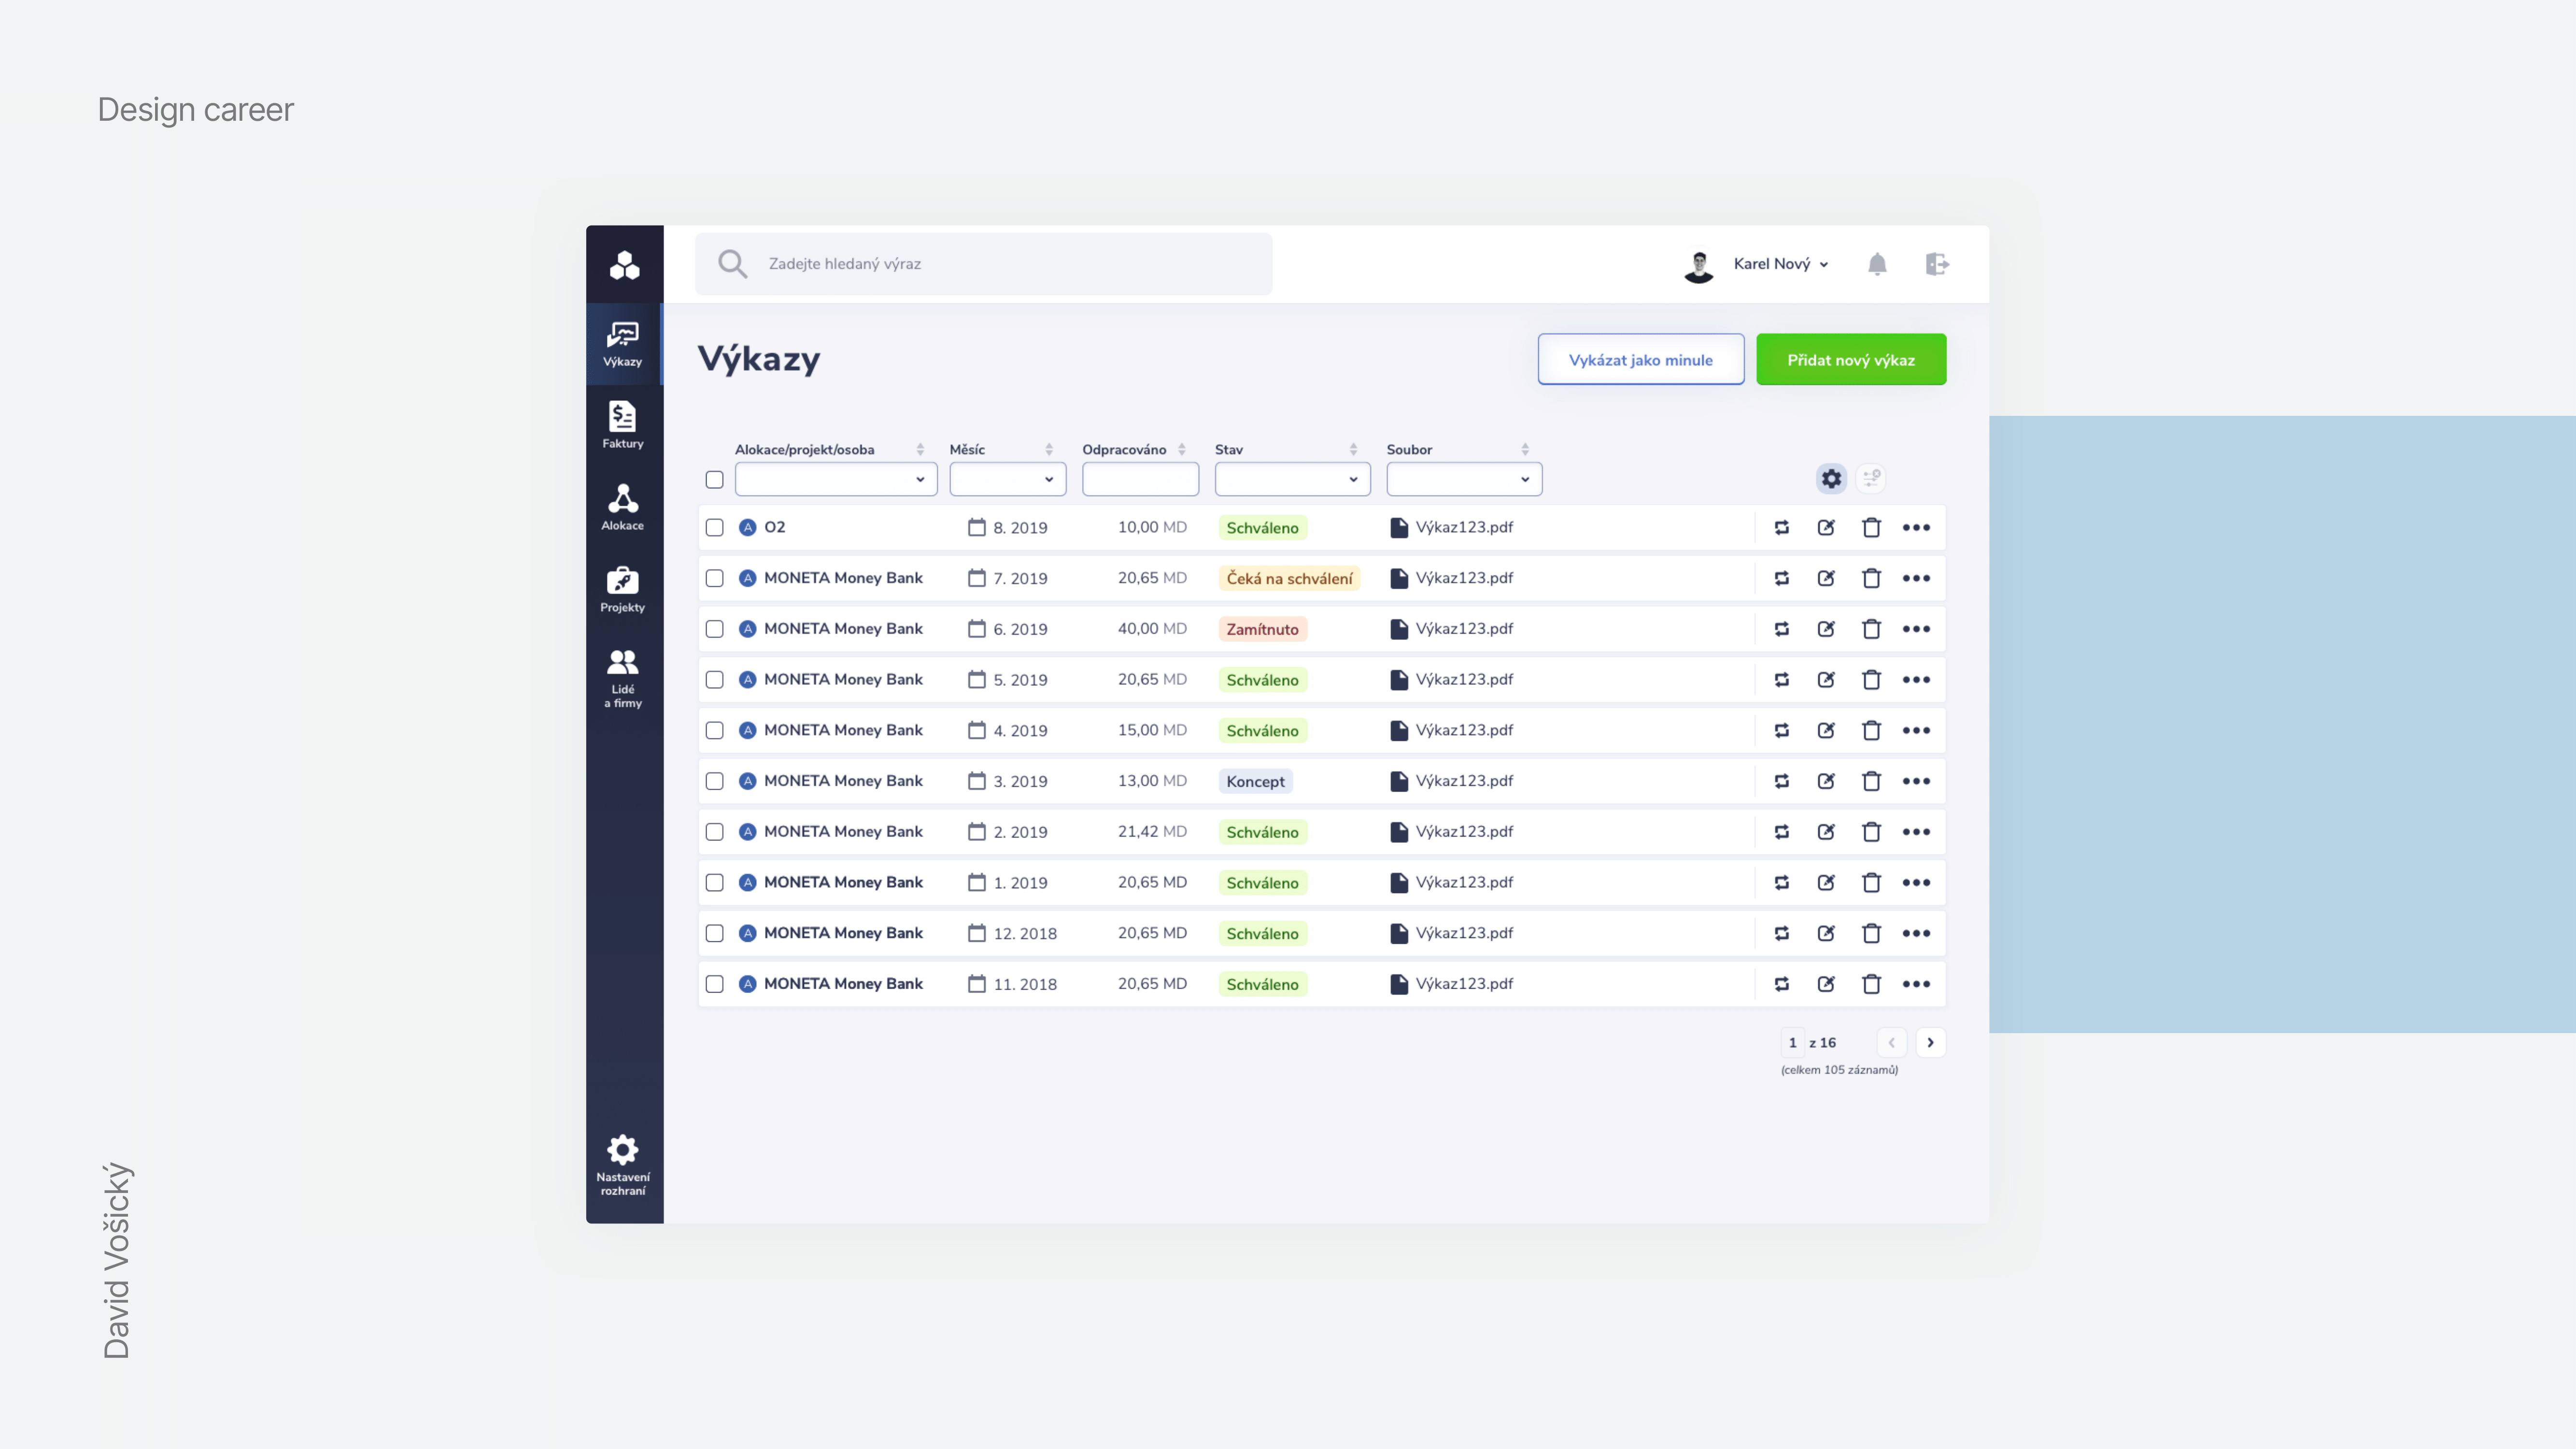 Design career
Zadejte hledaný výraz
Karel Nový
Výkazy
Faktury
Alokace
Projekty
Lidé
a firmy
Nastavení
rozhraní
Výkazy
Vykázat jako minule
Přidat nový výkaz
Alokace/projekt/osoba Měsíc Odpracováno Stav Soubor
A O2 8. 2019 10,00 MD Schváleno Výkaz123.pdf
A MONETA Money Bank 7. 2019 20,65 MD Čeká na schválení Výkaz123.pdf
A MONETA Money Bank 6. 2019 40,00 MD Zamítnuto Výkaz123.pdf
A MONETA Money Bank 5. 2019 20,65 MD Schváleno Výkaz123.pdf
A MONETA Money Bank 4. 2019 15,00 MD Schváleno Výkaz123.pdf
A MONETA Money Bank 3. 2019 13,00 MD Koncept Výkaz123.pdf
A MONETA Money Bank 2. 2019 21,42 MD Schváleno Výkaz123.pdf
A MONETA Money Bank 1. 2019 20,65 MD Schváleno Výkaz123.pdf
A MONETA Money Bank 12. 2018 20,65 MD Schváleno Výkaz123.pdf
A MONETA Money Bank 11. 2018 20,65 MD Schváleno Výkaz123.pdf
1 z 16
(celkem 105 záznamů)
David Vošický